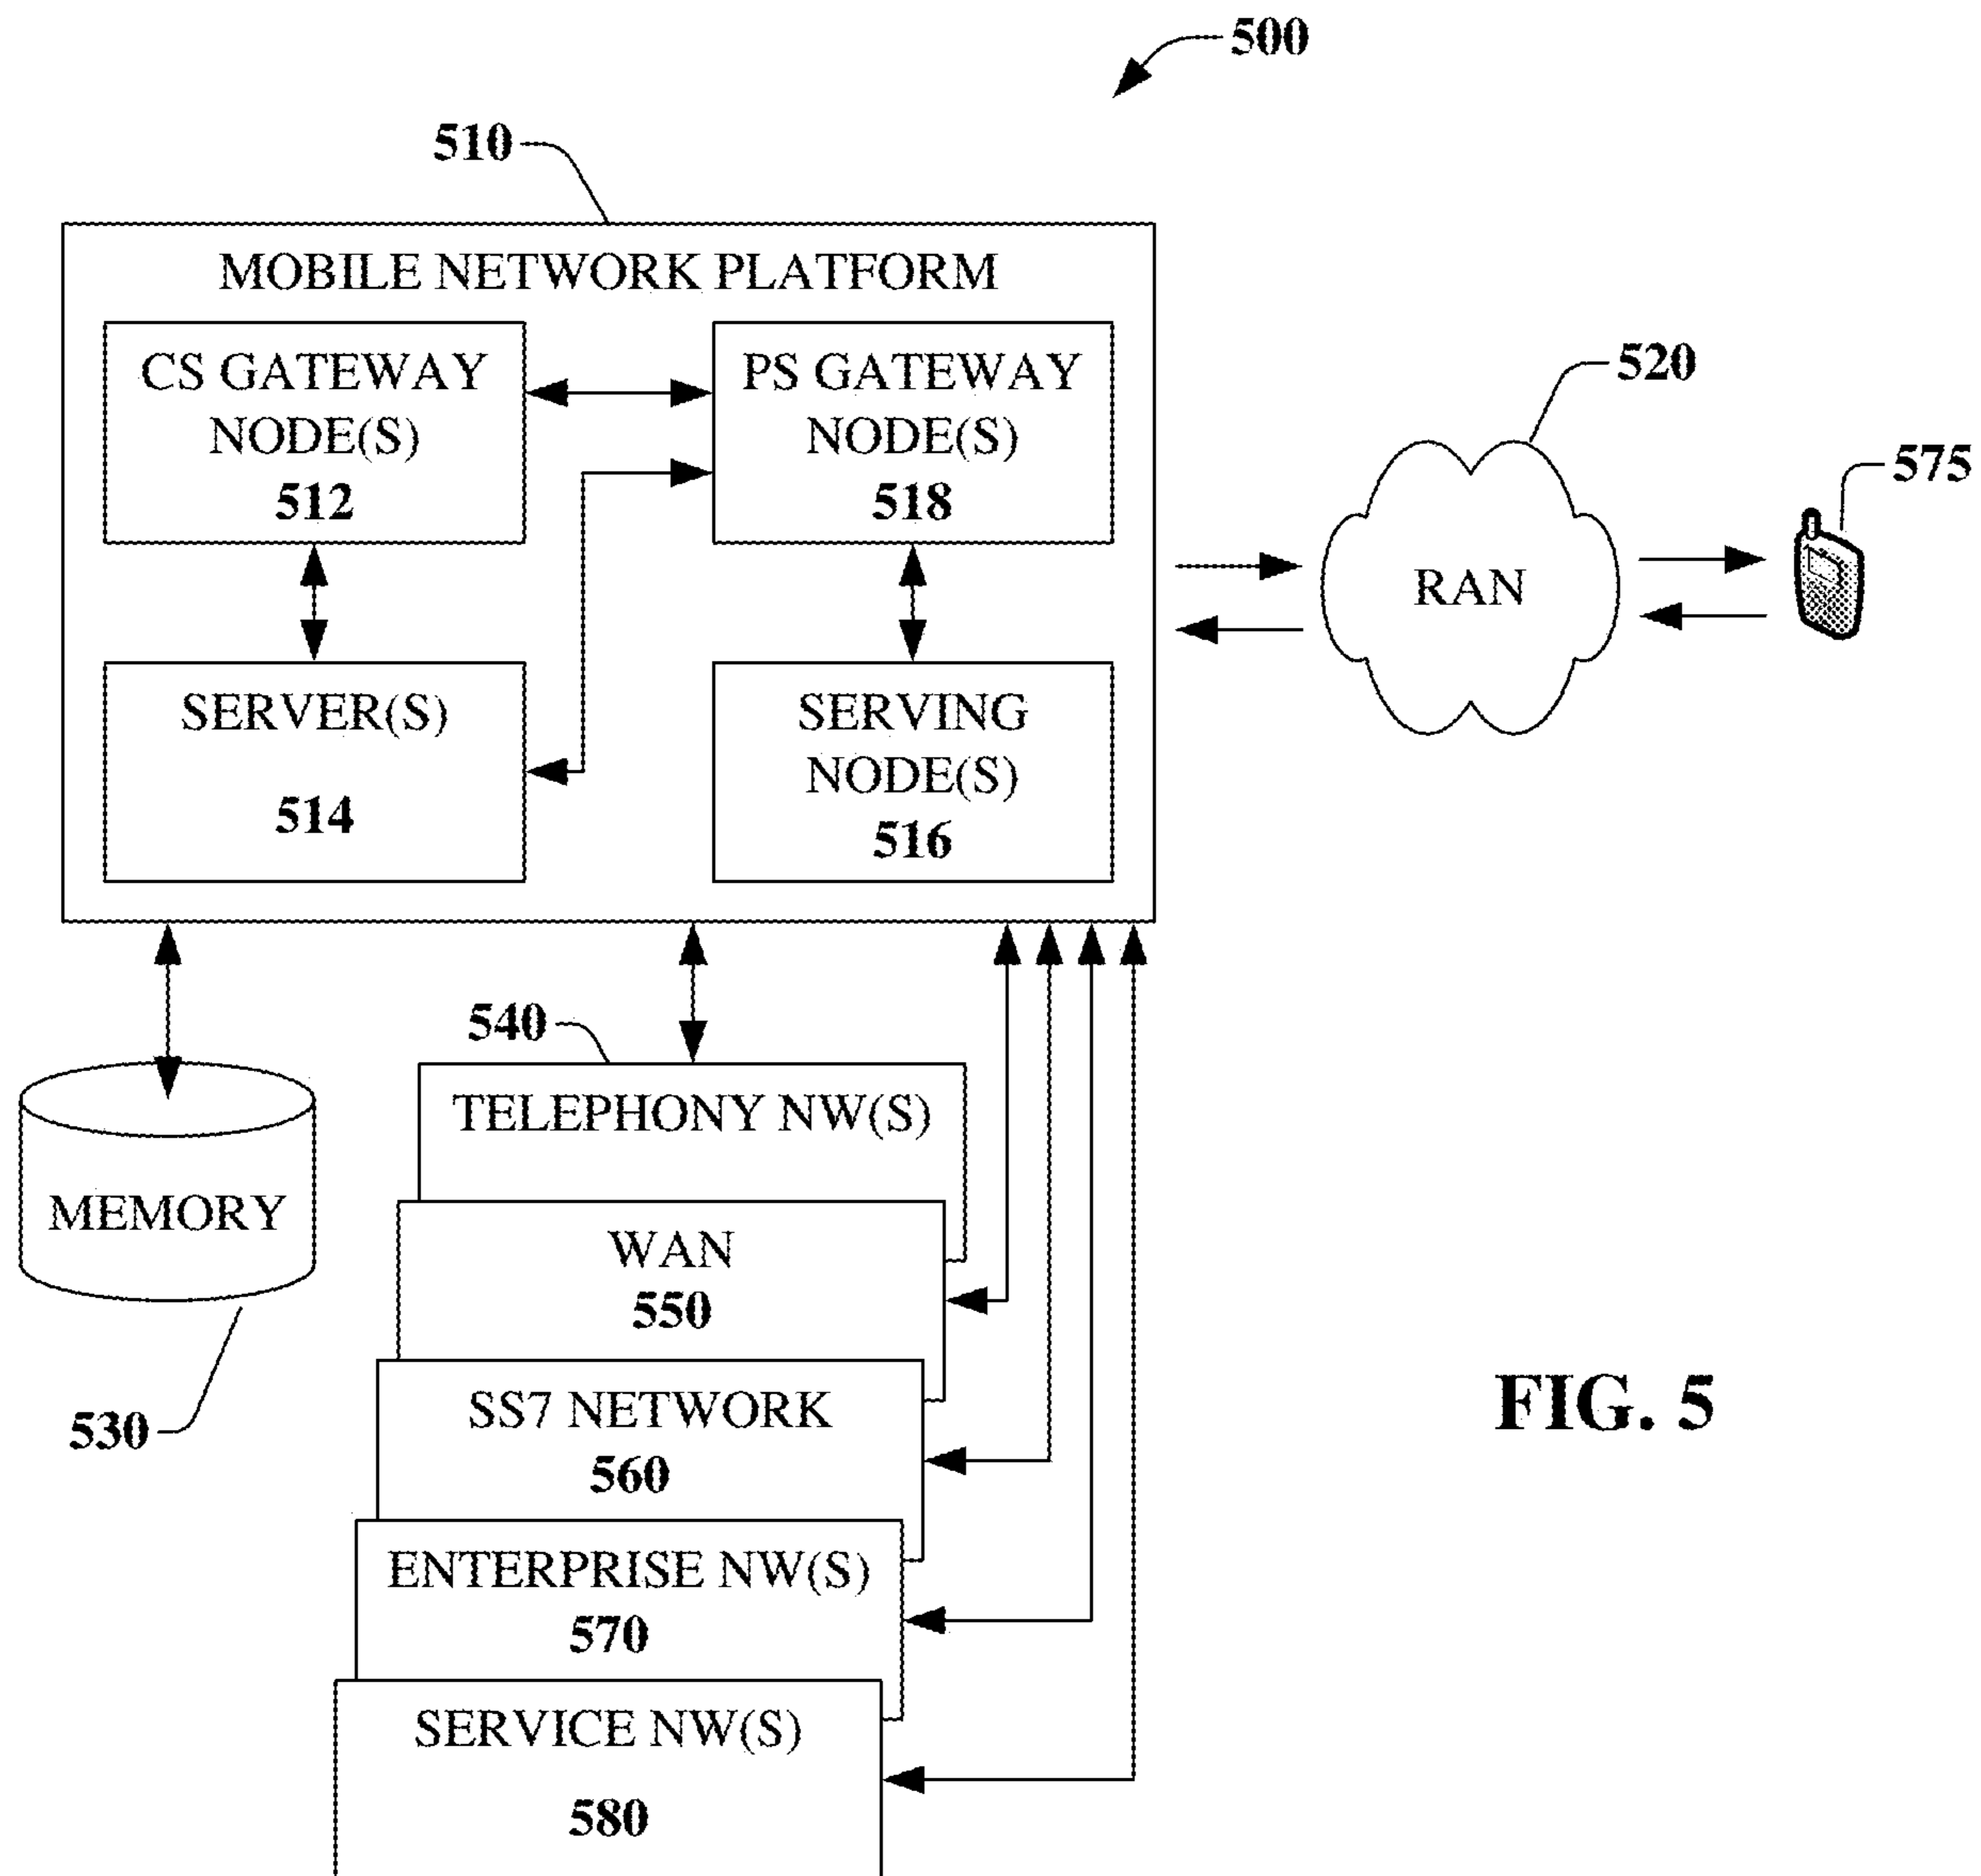 500
510
MOBILE NETWORK PLATFORM
CS GATEWAY
NODE(S)
512
PS GATEWAY
NODE(S)
518
SERVER(S)
514
SERVING
NODE(S)
516
520
RAN
575
540
TELEPHONY NW(S)
MEMORY
530
WAN
550
SS7 NETWORK
560
ENTERPRISE NW(S)
570
SERVICE NW(S)
580
FIG. 5